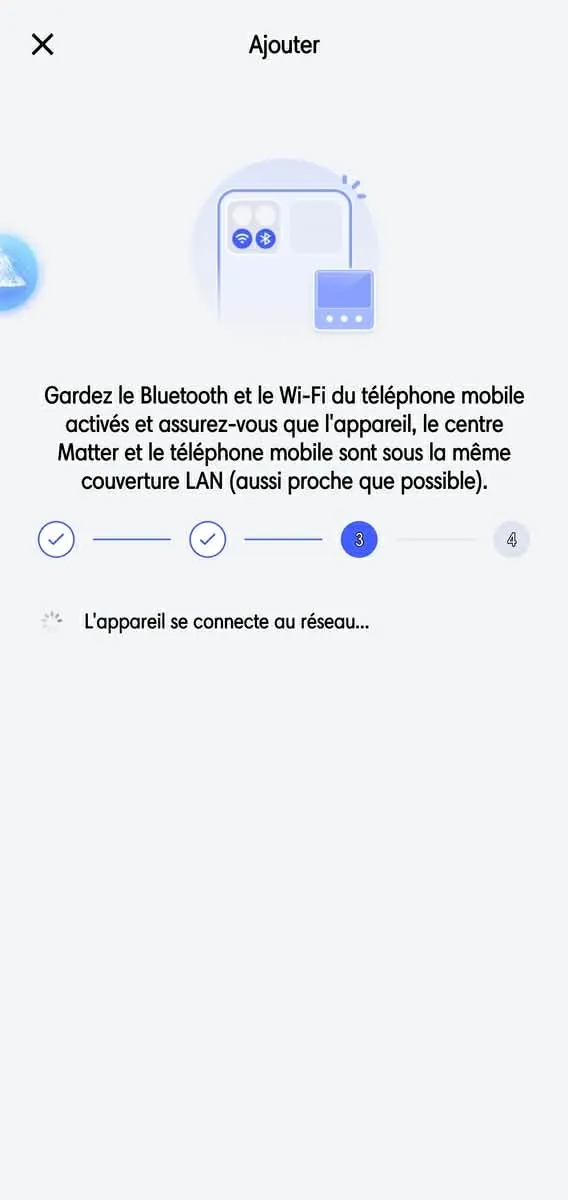 Ajouter
Gardez le Bluetooth et le Wi-Fi du téléphone mobile
activés et assurez-vous que l'appareil, le centre
Matter et le téléphone mobile sont sous la même
couverture LAN (aussi proche que possible).
3
4
L'appareil se connecte au réseau...